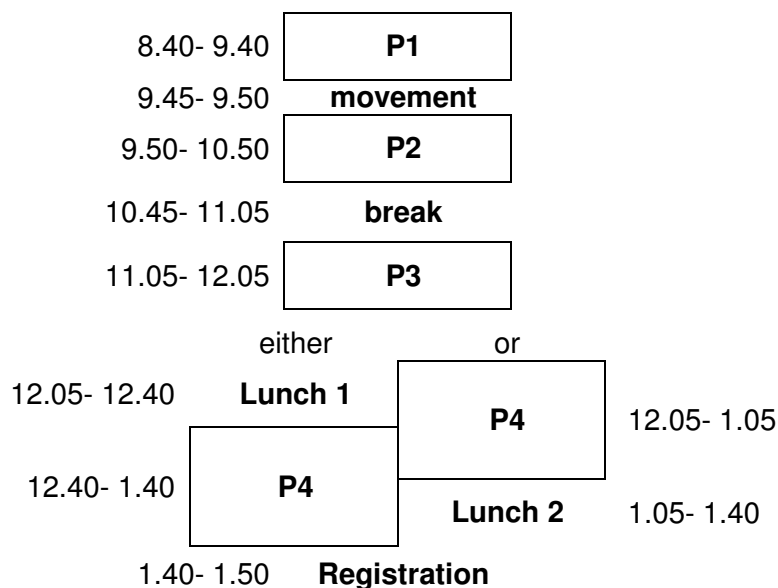 8.40- 9.40 P1
9.45- 9.50 movement
9.50- 10.50 P2
10.45- 11.05 break
11.05- 12.05 P3
either or
12.05- 12.40 Lunch 1
P4 12.05- 1.05
12.40- 1.40 P4
Lunch 2 1.05- 1.40
1.40- 1.50 Registration